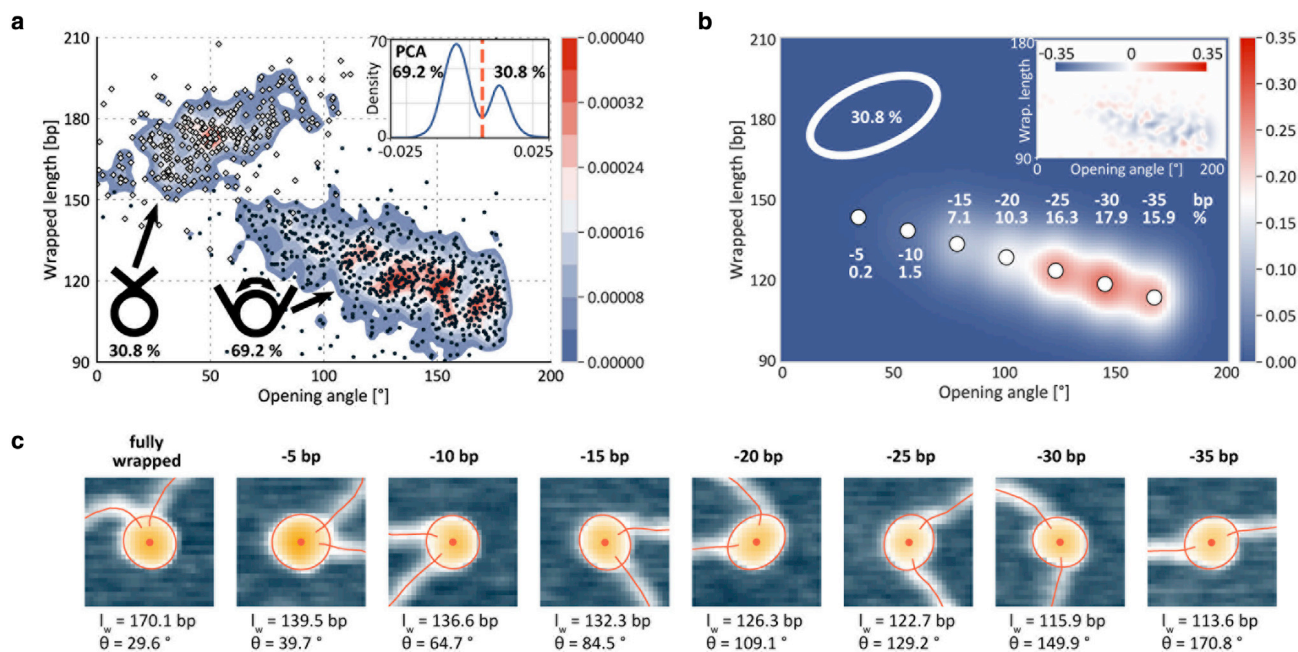 a
210
180
150
120
90
Wrapped length [bp]
0
50
100
150
200
Opening angle [°]
30.8 %
69.2 %
70
0
Density
PCA
69.2 %
30.8 %
-0.025
0.025
0.00040
0.00032
0.00024
0.00016
0.00008
0.00000
b
210
180
150
120
90
Wrapped length [bp]
0
50
100
150
200
Opening angle [°]
30.8 %
180
90
Wrap. length
-0.35 0 0.35
0
200
Opening angle [°]
-15 -20 -25 -30 -35 bp
7.1 10.3 16.3 17.9 15.9 %
-5 -10
0.2 1.5
0.35
0.30
0.25
0.20
0.15
0.10
0.05
0.00
c
fully
wrapped
-5 bp
-10 bp
-15 bp
-20 bp
-25 bp
-30 bp
-35 bp
l_w = 170.1 bp
θ = 29.6 °
l_w = 139.5 bp
θ = 39.7 °
l_w = 136.6 bp
θ = 64.7 °
l_w = 132.3 bp
θ = 84.5 °
l_w = 126.3 bp
θ = 109.1 °
l_w = 122.7 bp
θ = 129.2 °
l_w = 115.9 bp
θ = 149.9 °
l_w = 113.6 bp
θ = 170.8 °